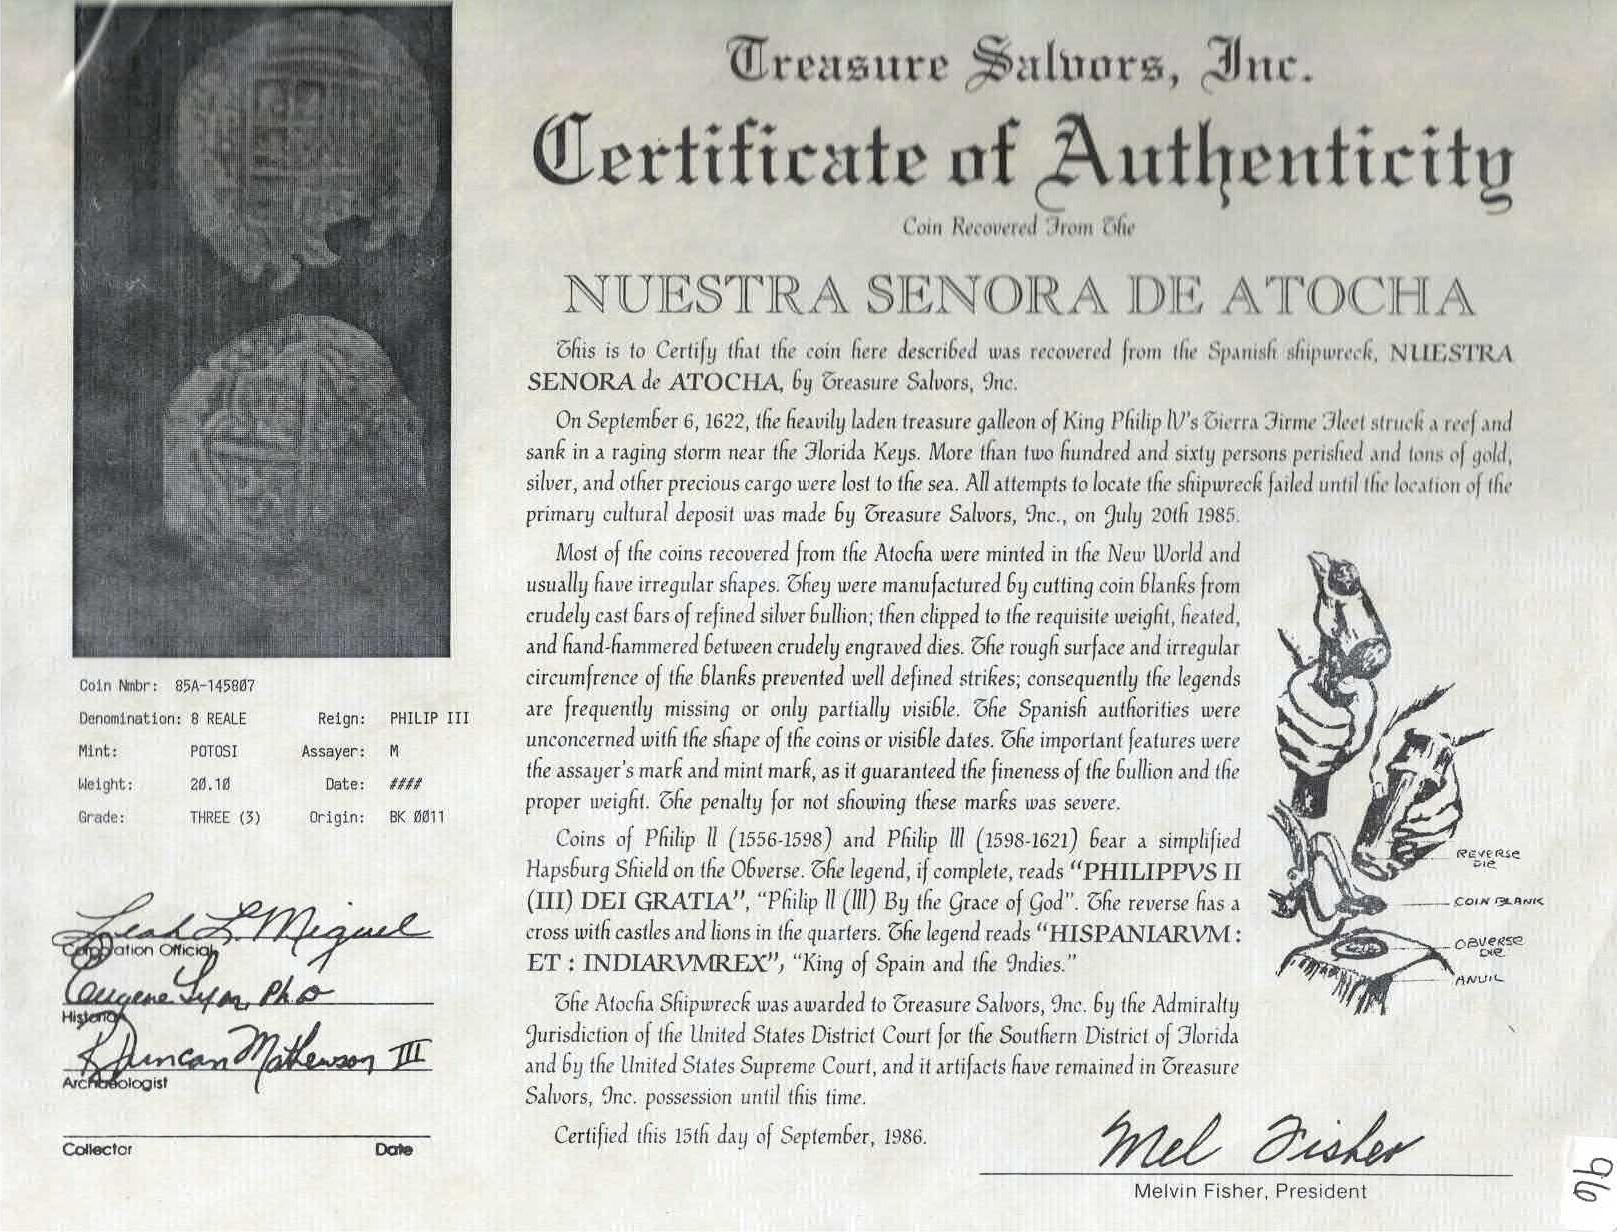 Treasure Salvors, Inc.
Certificate of Authenticity
Coin Recovered From The
NUESTRA SENORA DE ATOCHA
This is to Certify that the coin here described was recovered from the Spanish shipwreck, NUESTRA
SENORA de ATOCHA, by Treasure Salvors, Inc.
On September 6, 1622, the heavily laden treasure galleon of King Philip IV's Tierra Firme Fleet struck a reef and
sank in a raging storm near the Florida Keys. More than two hundred and sixty persons perished and tons of gold,
silver, and other precious cargo were lost to the sea. All attempts to locate the shipwreck failed until the location of the
primary cultural deposit was made by Treasure Salvors, Inc., on July 20th 1985.
Most of the coins recovered from the Atocha were minted in the New World and
usually have irregular shapes. They were manufactured by cutting coin blanks from
crudely cast bars of refined silver bullion; then clipped to the requisite weight, heated,
and hand-hammered between crudely engraved dies. The rough surface and irregular
circumfrence of the blanks prevented well defined strikes; consequently the legends
are frequently missing or only partially visible. The Spanish authorities were
unconcerned with the shape of the coins or visible dates. The important features were
the assayer's mark and mint mark, as it guaranteed the fineness of the bullion and the
proper weight. The penalty for not showing these marks was severe.
Coins of Philip II (1556-1598) and Philip III (1598-1621) bear a simplified
Hapsburg Shield on the Obverse. The legend, if complete, reads "PHILIPPVS II
(III) DEI GRATIA", "Philip II (III) By the Grace of God". The reverse has a
cross with castles and lions in the quarters. The legend reads "HISPANIARVM :
ET : INDIARVMREX", "King of Spain and the Indies."
The Atocha Shipwreck was awarded to Treasure Salvors, Inc. by the Admiralty
Jurisdiction of the United States District Court for the Southern District of Florida
and by the United States Supreme Court, and it artifacts have remained in Treasure
Salvors, Inc. possession until this time.
Certified this 15th day of September, 1986.
Mel Fisher
Melvin Fisher, President
REVERSE
DIE
COIN BLANK
OBVERSE
DIE
ANVIL
Coin Nmbr: 85A-145807
Denomination: 8 REALE Reign: PHILIP III
Mint: POTOSI Assayer: M
Weight: 20.10 Date: ####
Grade: THREE (3) Origin: BK 0011
Leah L. Miguel
Corporation Official
Eugene Lyon, PhD
Historian
R Duncan Mathewson III
Archaeologist
Collector Date
96